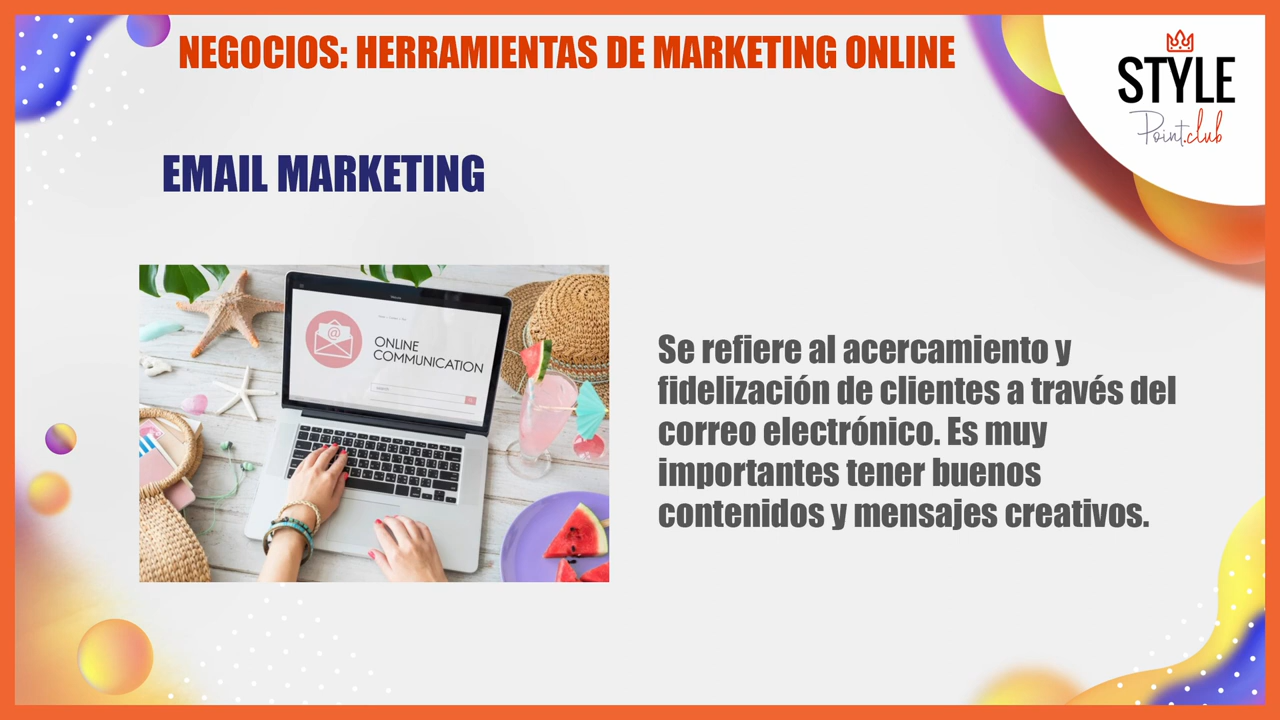 NEGOCIOS: HERRAMIENTAS DE MARKETING ONLINE
STYLE
Point.club
EMAIL MARKETING
@
ONLINE
COMMUNICATION
Se refiere al acercamiento y
fidelización de clientes a través del
correo electrónico. Es muy
importantes tener buenos
contenidos y mensajes creativos.